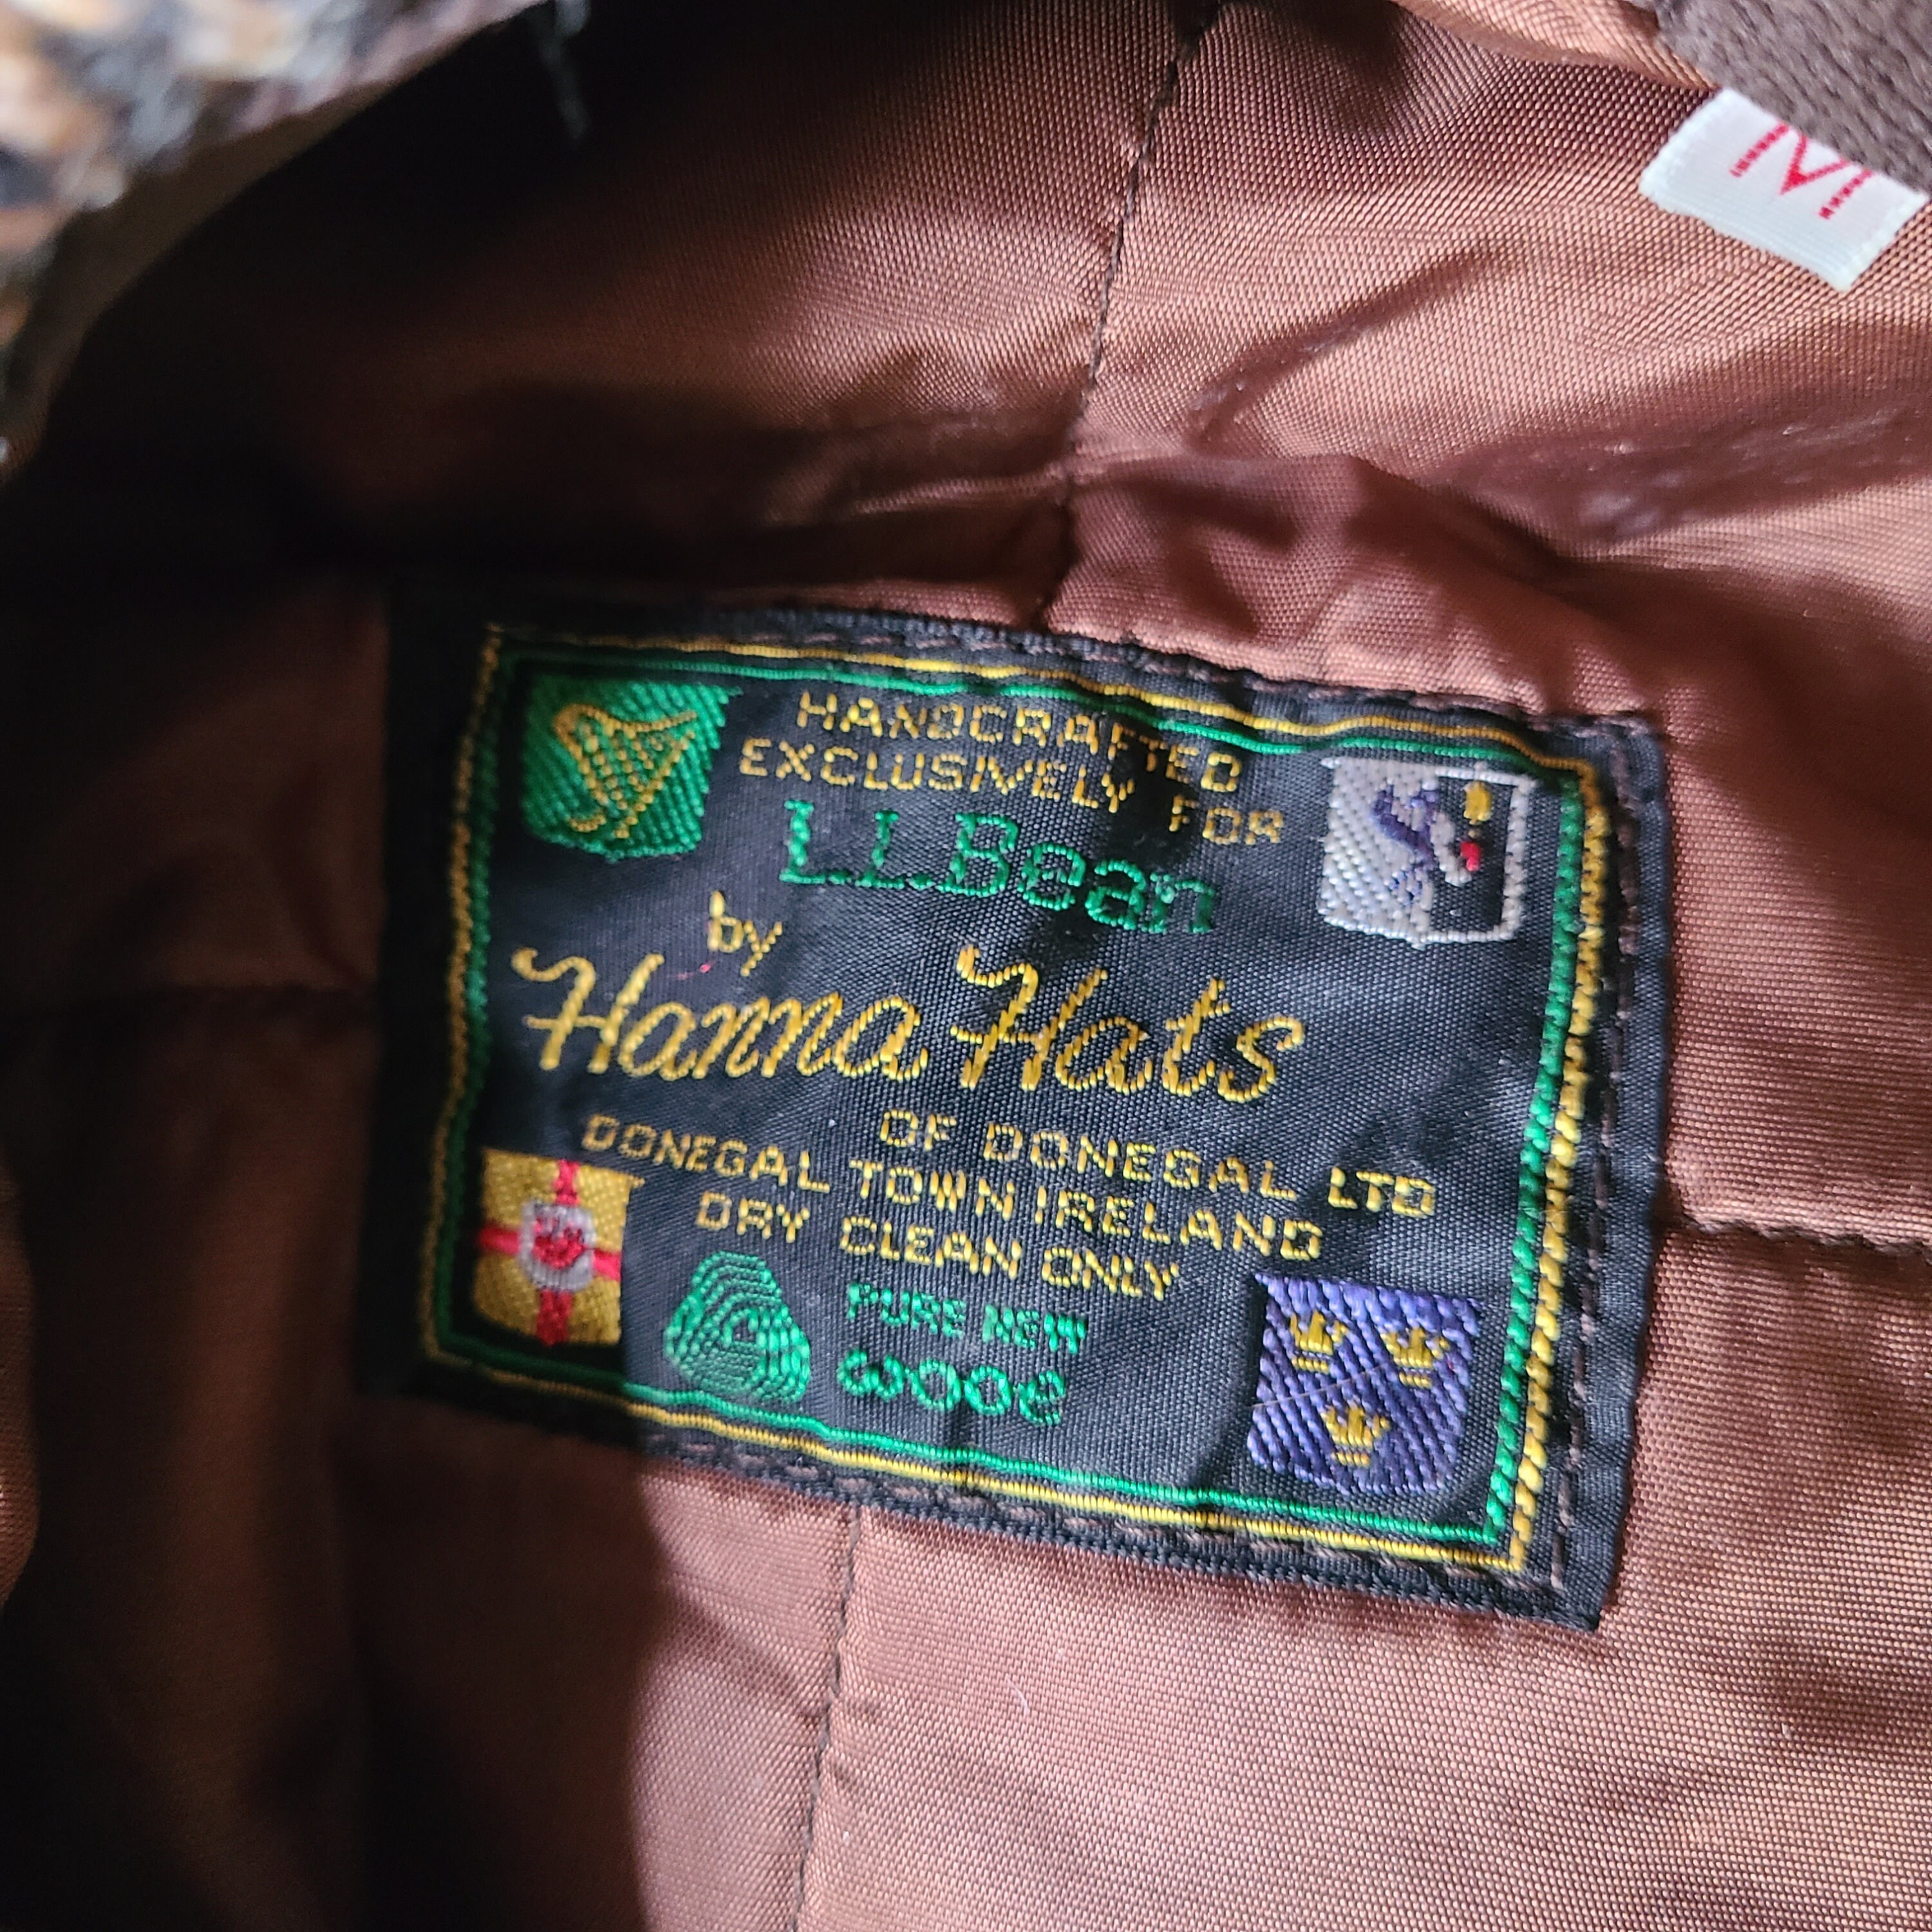 M
HANDCRAFTED
EXCLUSIVELY FOR
L.L.Bean
by
Hanna Hats
OF DONEGAL LTD
DONEGAL TOWN IRELAND
DRY CLEAN ONLY
PURE NEW
WOOL